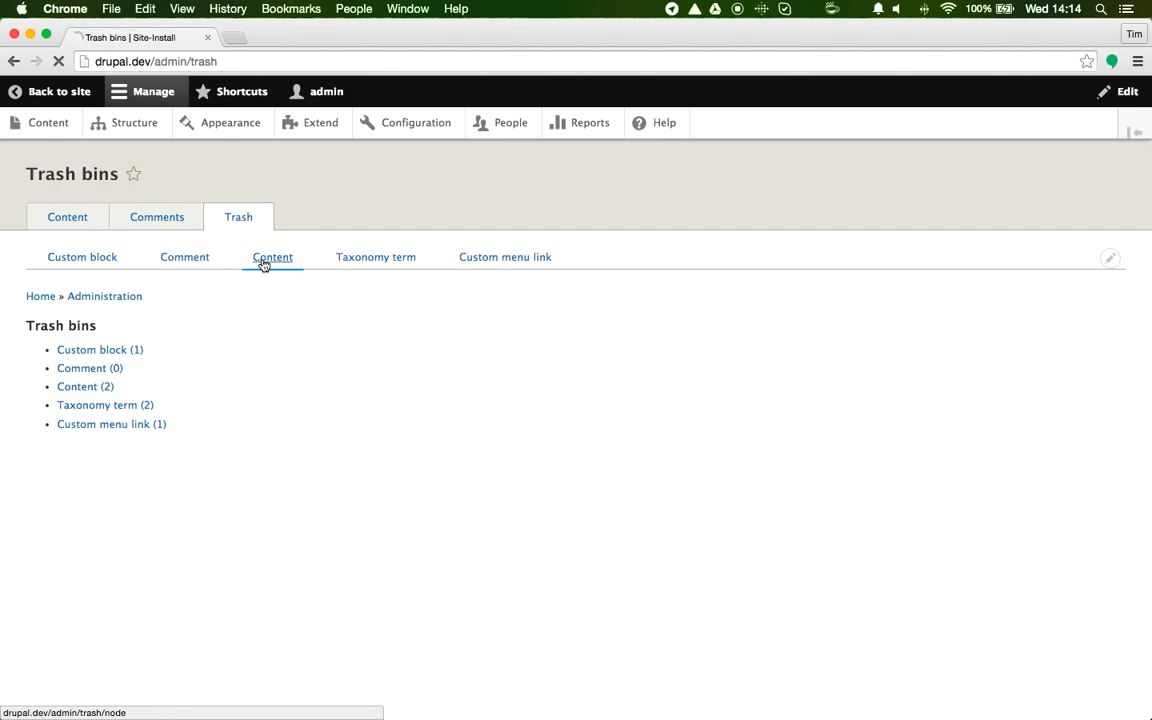 Chrome File Edit View History Bookmarks People Window Help 100% Wed 14:14
Trash bins | Site-Install Tim
drupal.dev/admin/trash
Back to site Manage Shortcuts admin Edit
Content Structure Appearance Extend Configuration People Reports Help
Trash bins
Content Comments Trash
Custom block Comment Content Taxonomy term Custom menu link
Home » Administration
Trash bins
• Custom block (1)
• Comment (0)
• Content (2)
• Taxonomy term (2)
• Custom menu link (1)
drupal.dev/admin/trash/node